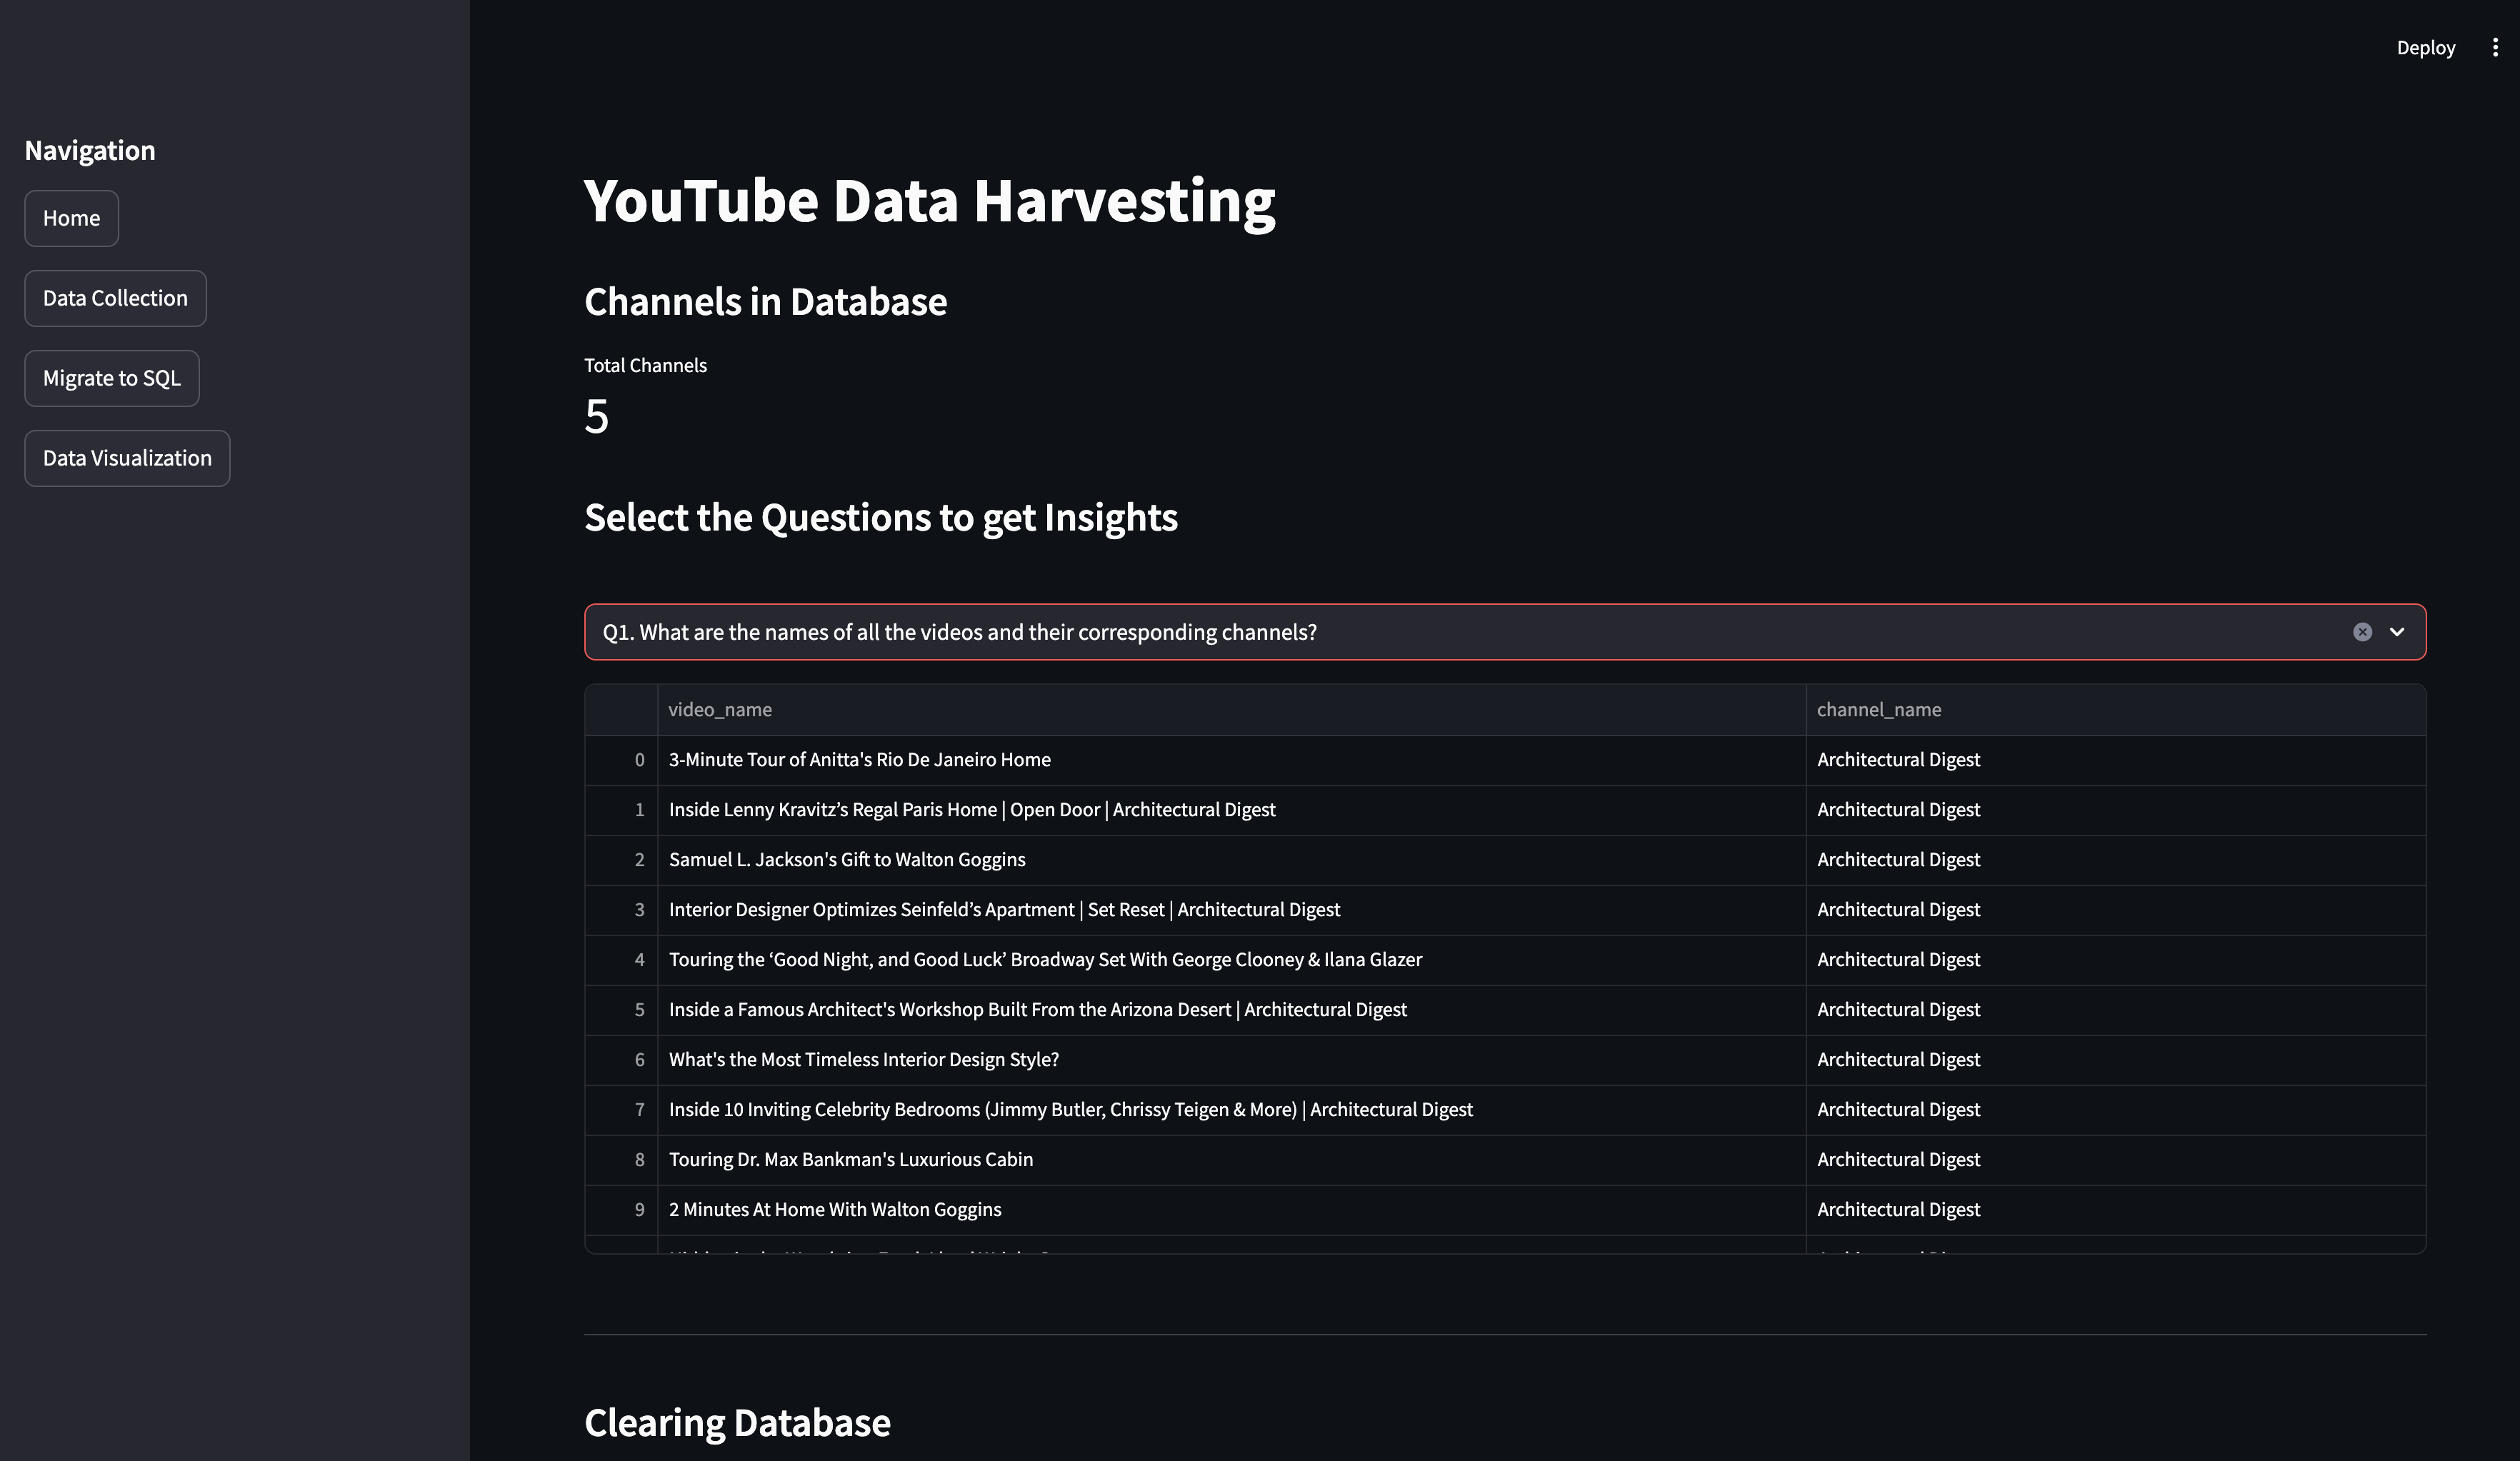 Deploy
Navigation
Home
Data Collection
Migrate to SQL
Data Visualization
YouTube Data Harvesting
Channels in Database
Total Channels
5
Select the Questions to get Insights
Q1. What are the names of all the videos and their corresponding channels?
video_name channel_name
0 3-Minute Tour of Anitta's Rio De Janeiro Home Architectural Digest
1 Inside Lenny Kravitz’s Regal Paris Home | Open Door | Architectural Digest Architectural Digest
2 Samuel L. Jackson's Gift to Walton Goggins Architectural Digest
3 Interior Designer Optimizes Seinfeld’s Apartment | Set Reset | Architectural Digest Architectural Digest
4 Touring the ‘Good Night, and Good Luck’ Broadway Set With George Clooney & Ilana Glazer Architectural Digest
5 Inside a Famous Architect's Workshop Built From the Arizona Desert | Architectural Digest Architectural Digest
6 What's the Most Timeless Interior Design Style? Architectural Digest
7 Inside 10 Inviting Celebrity Bedrooms (Jimmy Butler, Chrissy Teigen & More) | Architectural Digest Architectural Digest
8 Touring Dr. Max Bankman's Luxurious Cabin Architectural Digest
9 2 Minutes At Home With Walton Goggins Architectural Digest
Clearing Database